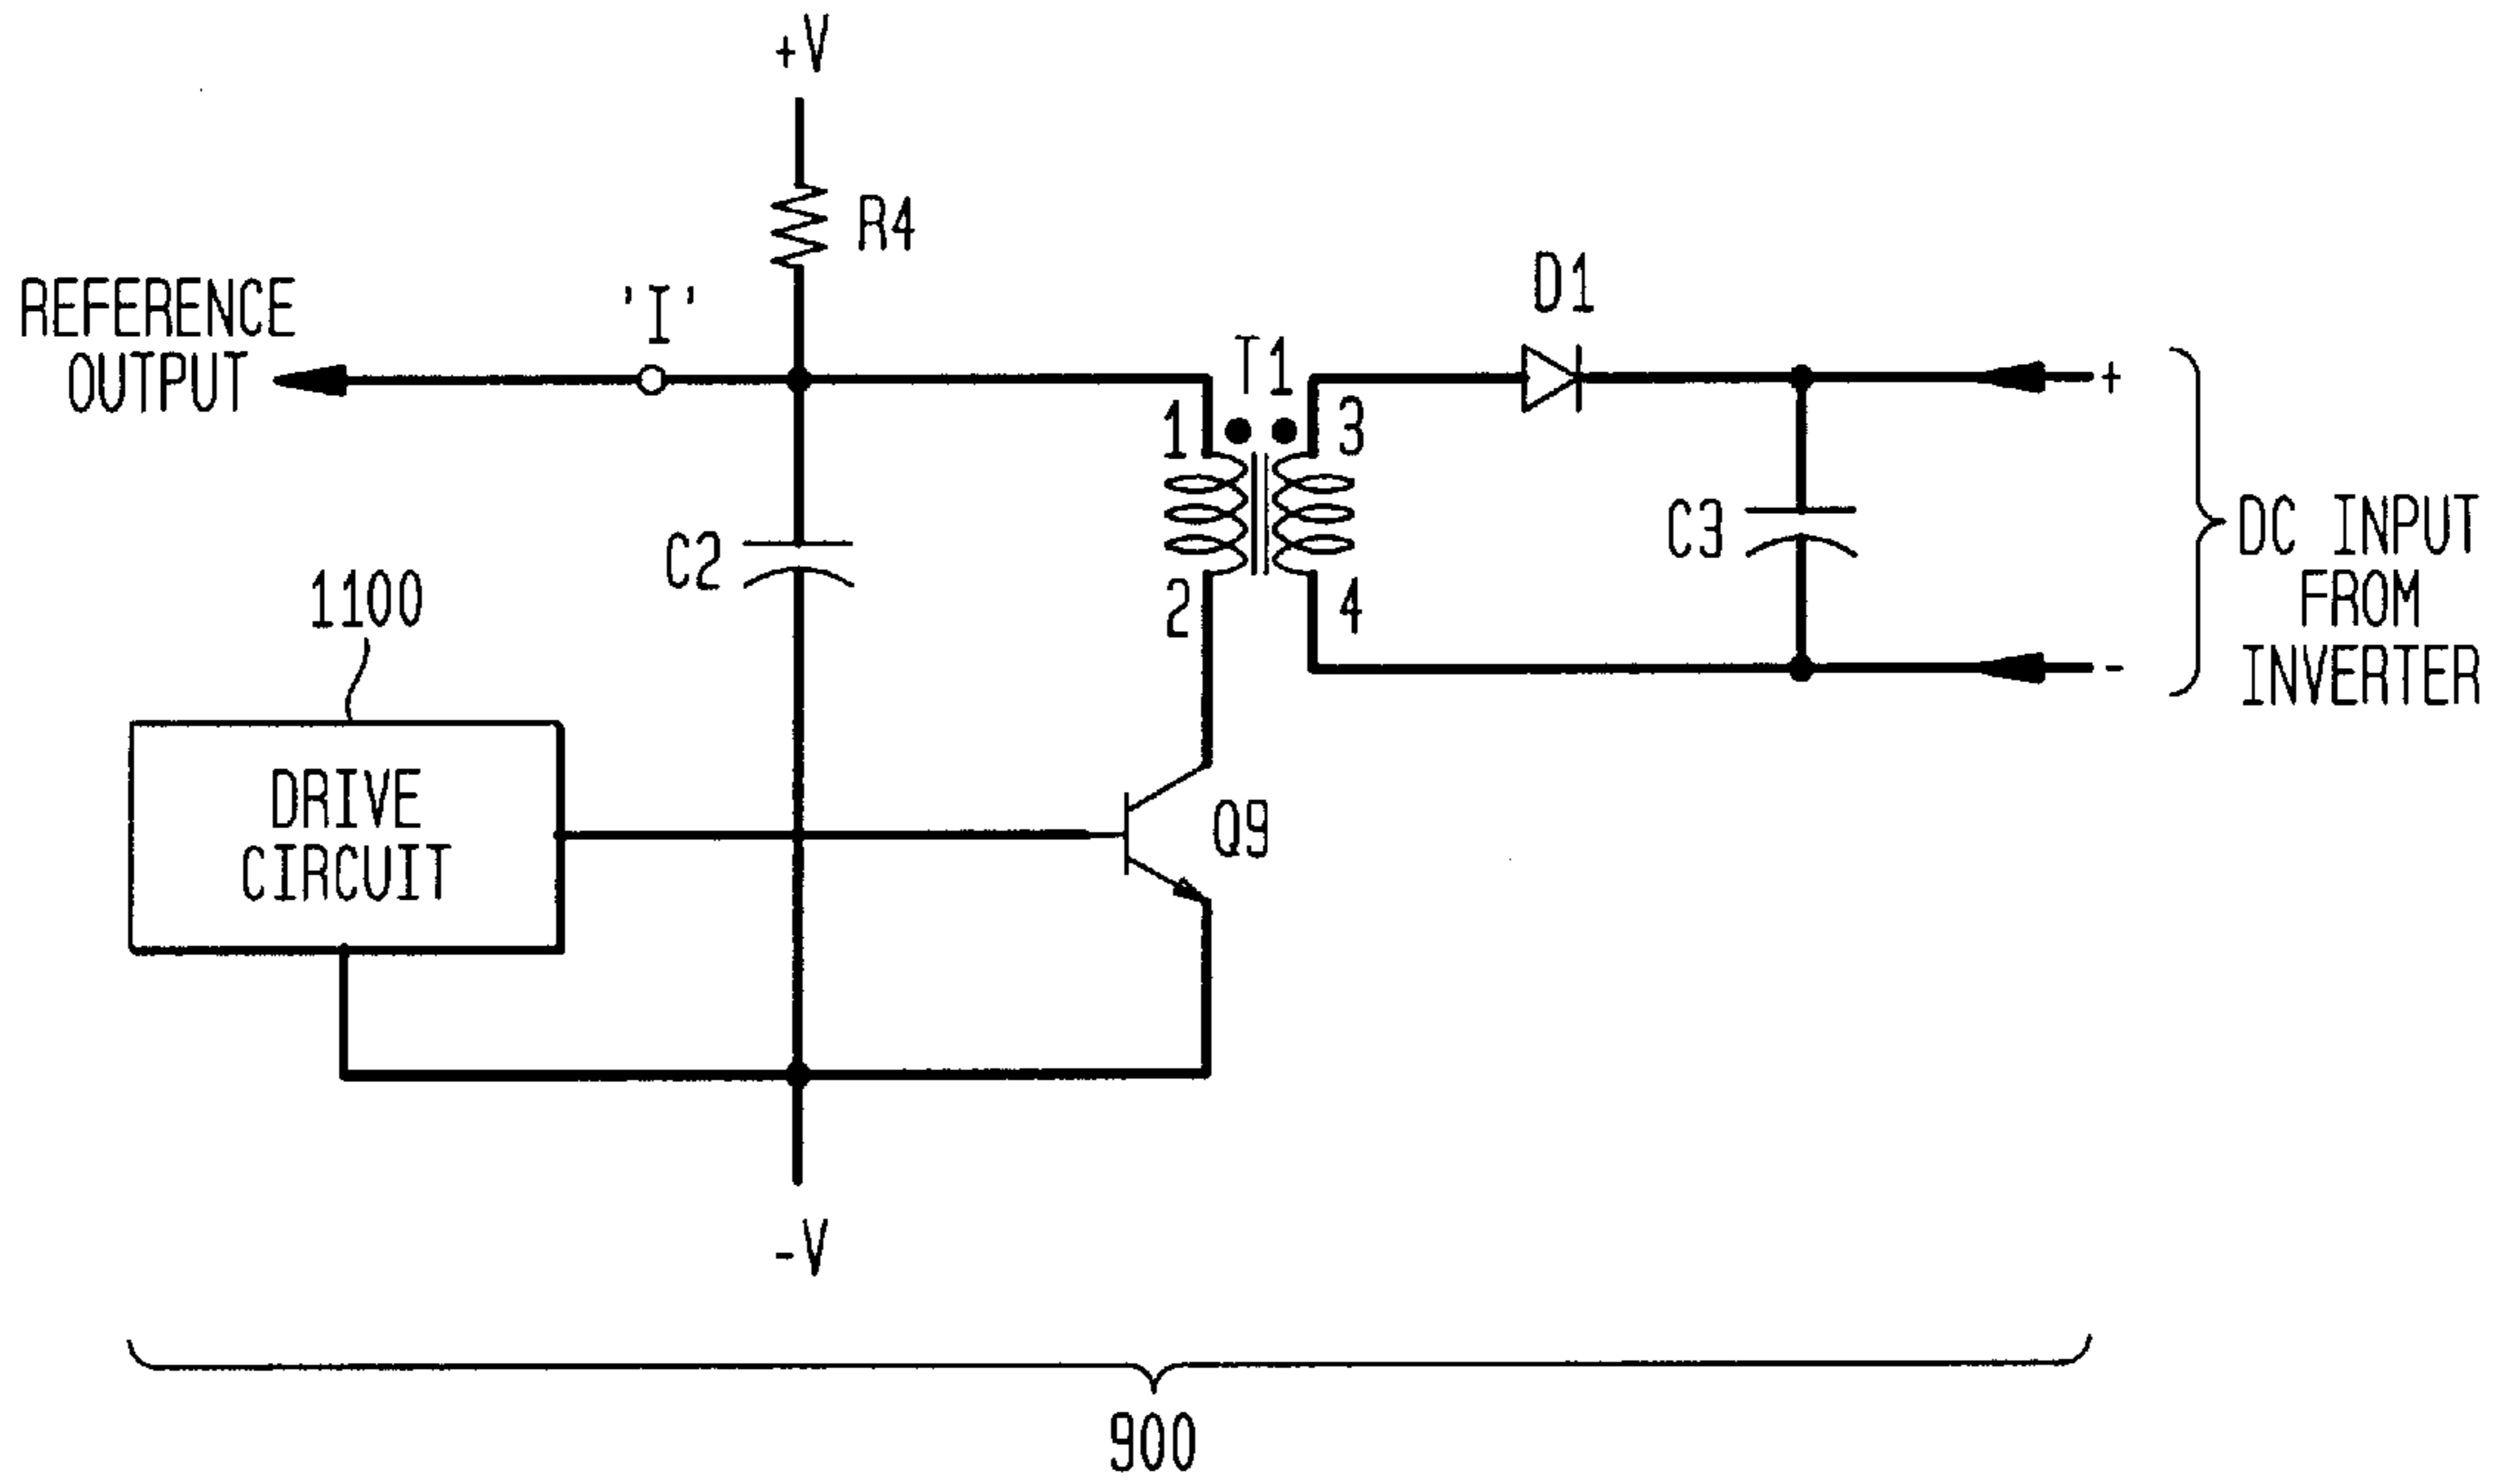 +V
R4
REFERENCE
OUTPUT
'I'
T1
D1
1
3
+
C2
C3
2
4
-
DC INPUT
FROM
INVERTER
1100
DRIVE
CIRCUIT
Q9
-V
900